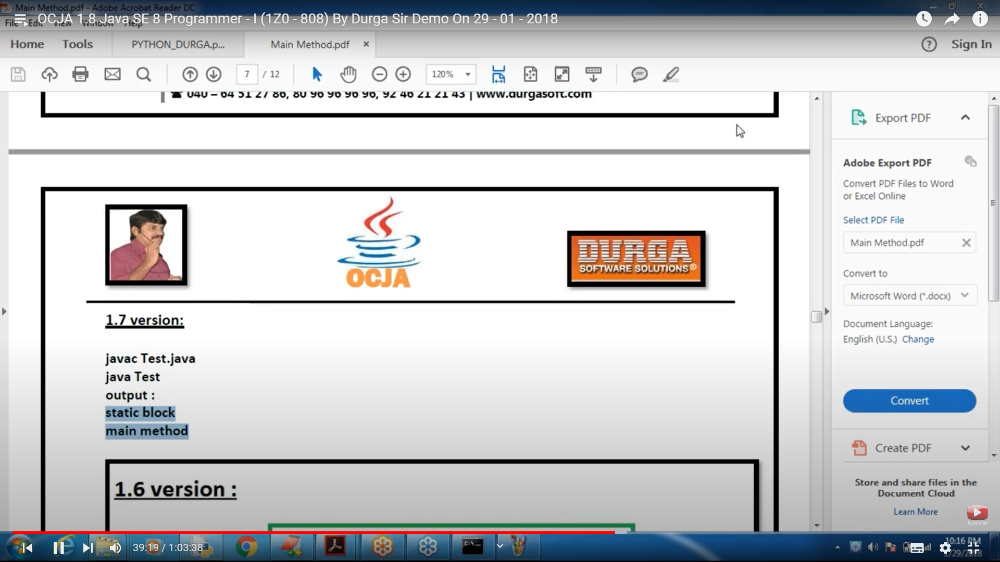 Main Method.pdf - Adobe Acrobat Reader DC
File Edit View Window Help
OCJA 1.8 Java SE 8 Programmer - I (1Z0 - 808) By Durga Sir Demo On 29 - 01 - 2018
Home Tools PYTHON_DURGA.p... Main Method.pdf Sign In
7 / 12 120%
040 – 64 51 27 86, 80 96 96 96 96, 92 46 21 21 43 | www.durgasoft.com
OCJA
DURGA
SOFTWARE SOLUTIONS
1.7 version:
javac Test.java
java Test
output :
static block
main method
1.6 version :
Export PDF
Adobe Export PDF
Convert PDF Files to Word
or Excel Online
Select PDF File
Main Method.pdf
Convert to
Microsoft Word (*.docx)
Document Language:
English (U.S.) Change
Convert
Create PDF
Store and share files in the
Document Cloud
Learn More
Subscribe
39:19 / 1:03:38
10:16 PM
1/29/2018